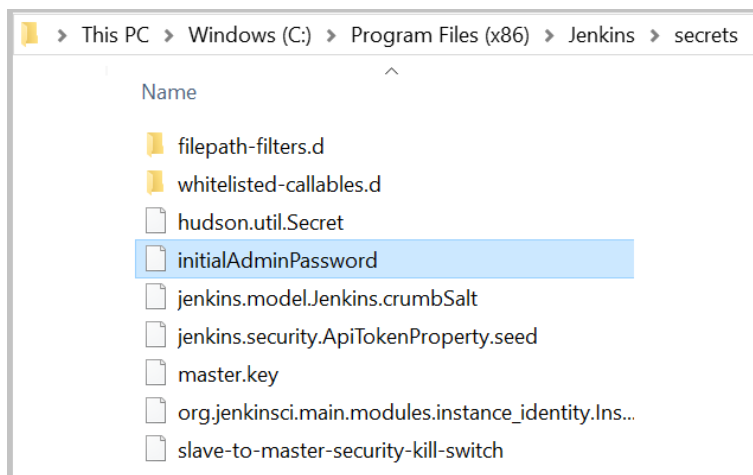 This PC > Windows (C:) > Program Files (x86) > Jenkins > secrets
Name
filepath-filters.d
whitelisted-callables.d
hudson.util.Secret
initialAdminPassword
jenkins.model.Jenkins.crumbSalt
jenkins.security.ApiTokenProperty.seed
master.key
org.jenkinsci.main.modules.instance_identity.Ins...
slave-to-master-security-kill-switch